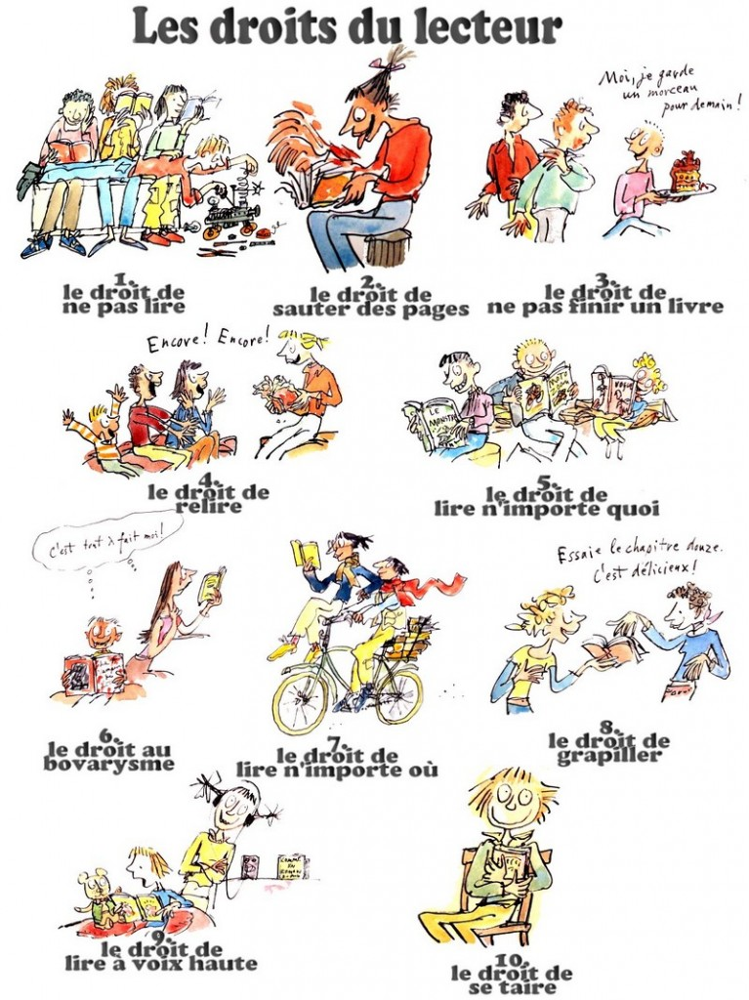 Les droits du lecteur
Moi, je garde
un morceau
pour demain !
1.
le droit de
ne pas lire
2.
le droit de
sauter des pages
3.
le droit de
ne pas finir un livre
Encore ! Encore !
4.
le droit de
relire
LE
MONSTRE
5.
le droit de
lire n'importe quoi
C'est tout à fait moi !
6.
le droit au
bovarysme
7.
le droit de
lire n'importe où
Essaie le chapitre douze.
C'est délicieux !
8.
le droit de
grapiller
9.
le droit de
lire à voix haute
10.
le droit de
se taire